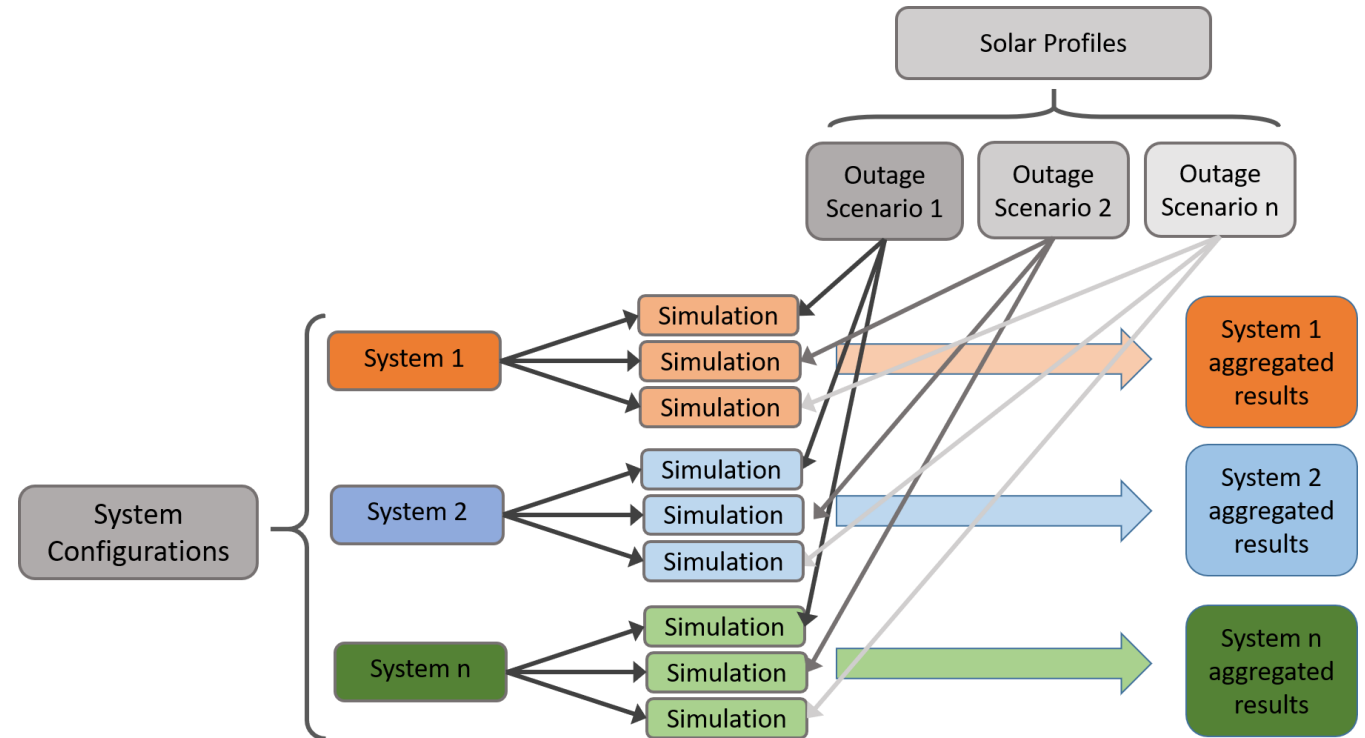 Solar Profiles
Outage
Scenario 1
Outage
Scenario 2
Outage
Scenario n
System
Configurations
System 1
Simulation
Simulation
Simulation
System 1
aggregated
results
System 2
Simulation
Simulation
Simulation
System 2
aggregated
results
System n
Simulation
Simulation
Simulation
System n
aggregated
results